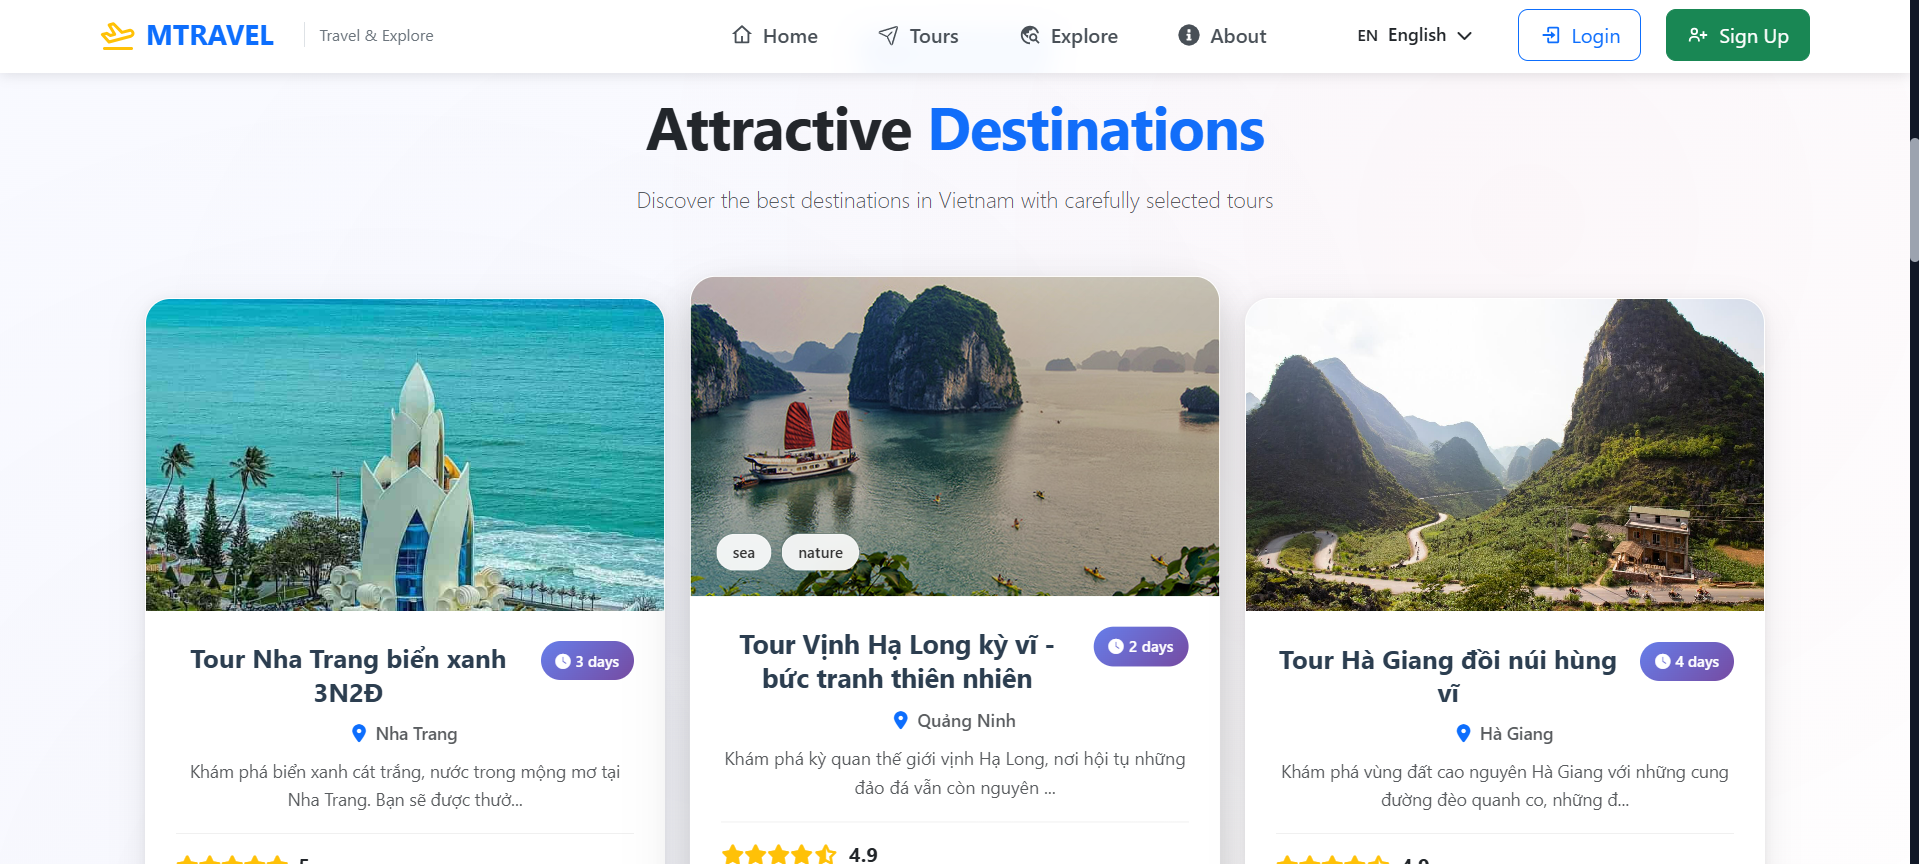 MTRAVEL
Travel & Explore
Home
Tours
Explore
About
EN English
Login
Sign Up
Attractive Destinations
Discover the best destinations in Vietnam with carefully selected tours
Tour Nha Trang biển xanh
3N2Đ
3 days
Nha Trang
Khám phá biển xanh cát trắng, nước trong mộng mơ tại
Nha Trang. Bạn sẽ được thưở...
5
sea
nature
Tour Vịnh Hạ Long kỳ vĩ -
bức tranh thiên nhiên
2 days
Quảng Ninh
Khám phá kỳ quan thế giới vịnh Hạ Long, nơi hội tụ những
đảo đá vẫn còn nguyên ...
4.9
Tour Hà Giang đồi núi hùng
vĩ
4 days
Hà Giang
Khám phá vùng đất cao nguyên Hà Giang với những cung
đường đèo quanh co, những đ...
4.9